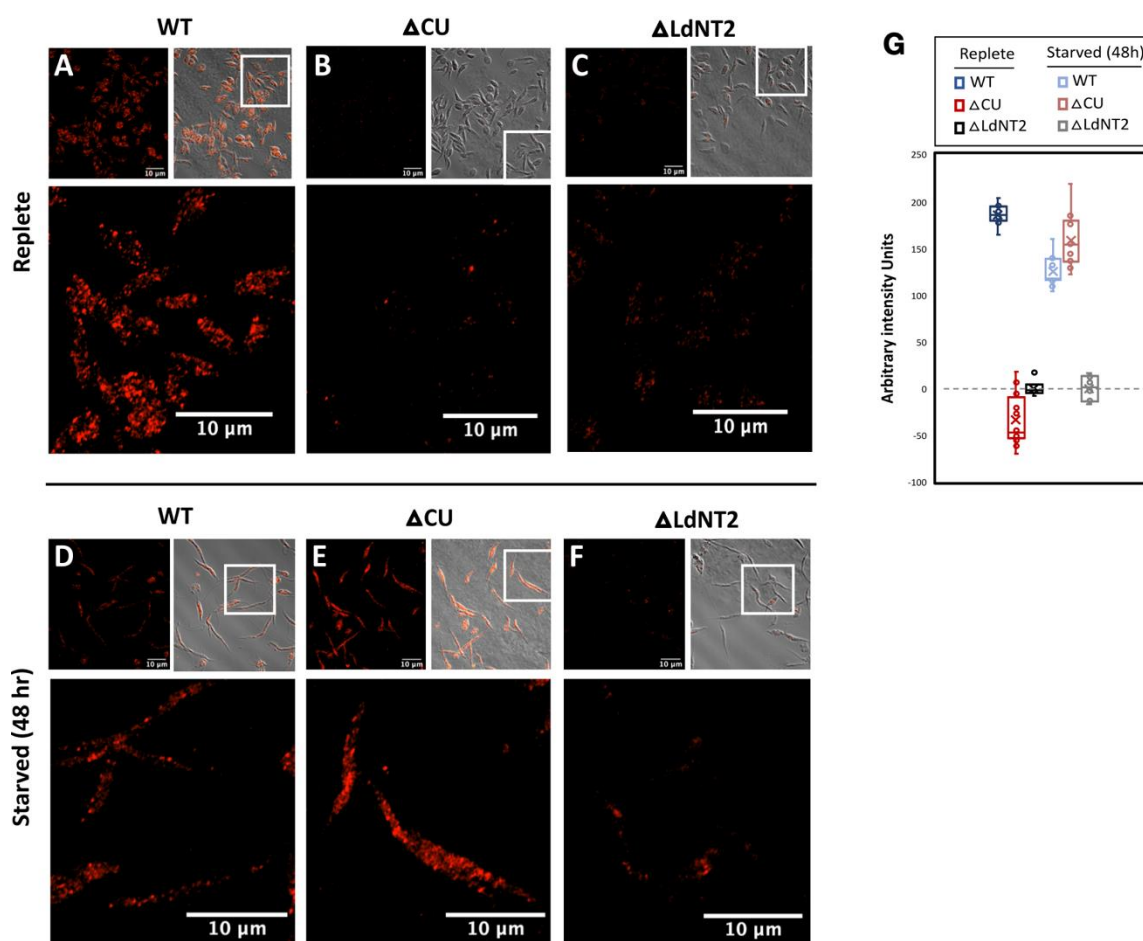 WT
ΔCU
ΔLdNT2
A
B
C
10 µm
10 µm
10 µm
Replete
10 µm
10 µm
10 µm
WT
ΔCU
ΔLdNT2
D
E
F
10 µm
10 µm
10 µm
Starved (48 hr)
10 µm
10 µm
10 µm
G
Replete
Starved (48h)
WT
WT
ΔCU
ΔCU
ΔLdNT2
ΔLdNT2
Arbitrary intensity Units
250
200
150
100
50
0
-50
-100